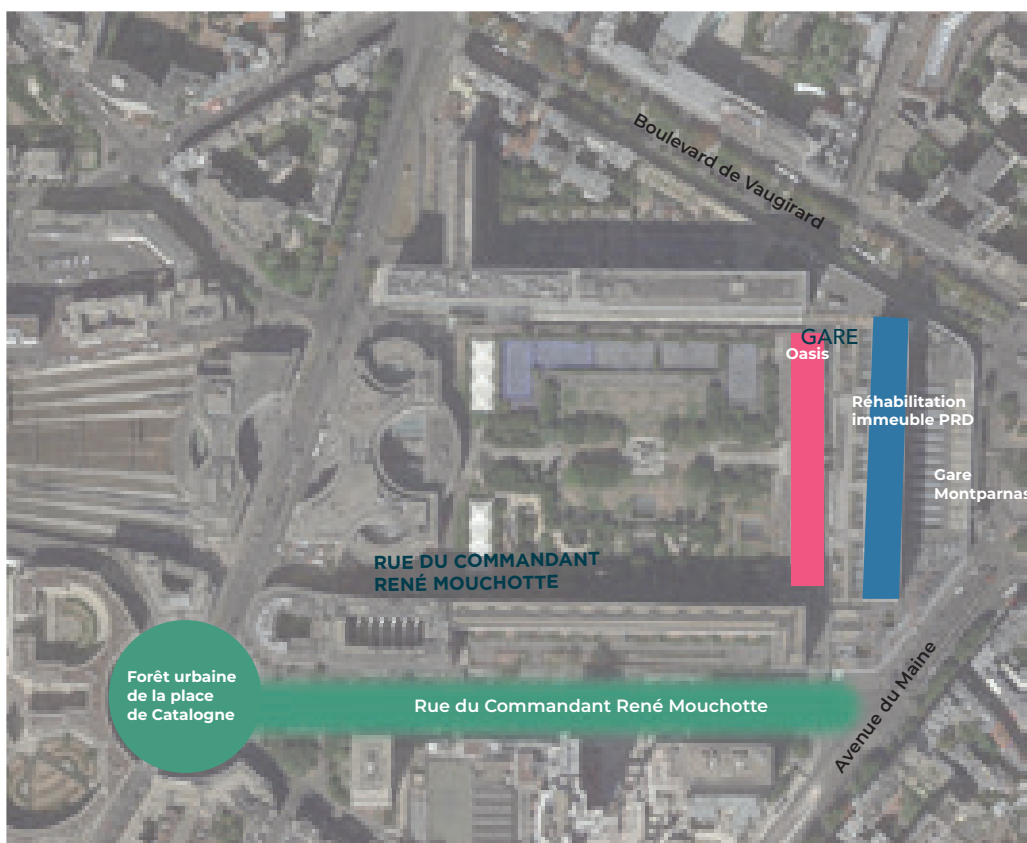 Boulevard de Vaugirard
GARE
Oasis
Réhabilitation
immeuble PRD
Gare
Montparnas
RUE DU COMMANDANT
RENÉ MOUCHOTTE
Forêt urbaine
de la place
de Catalogne
Rue du Commandant René Mouchotte
Avenue du Maine